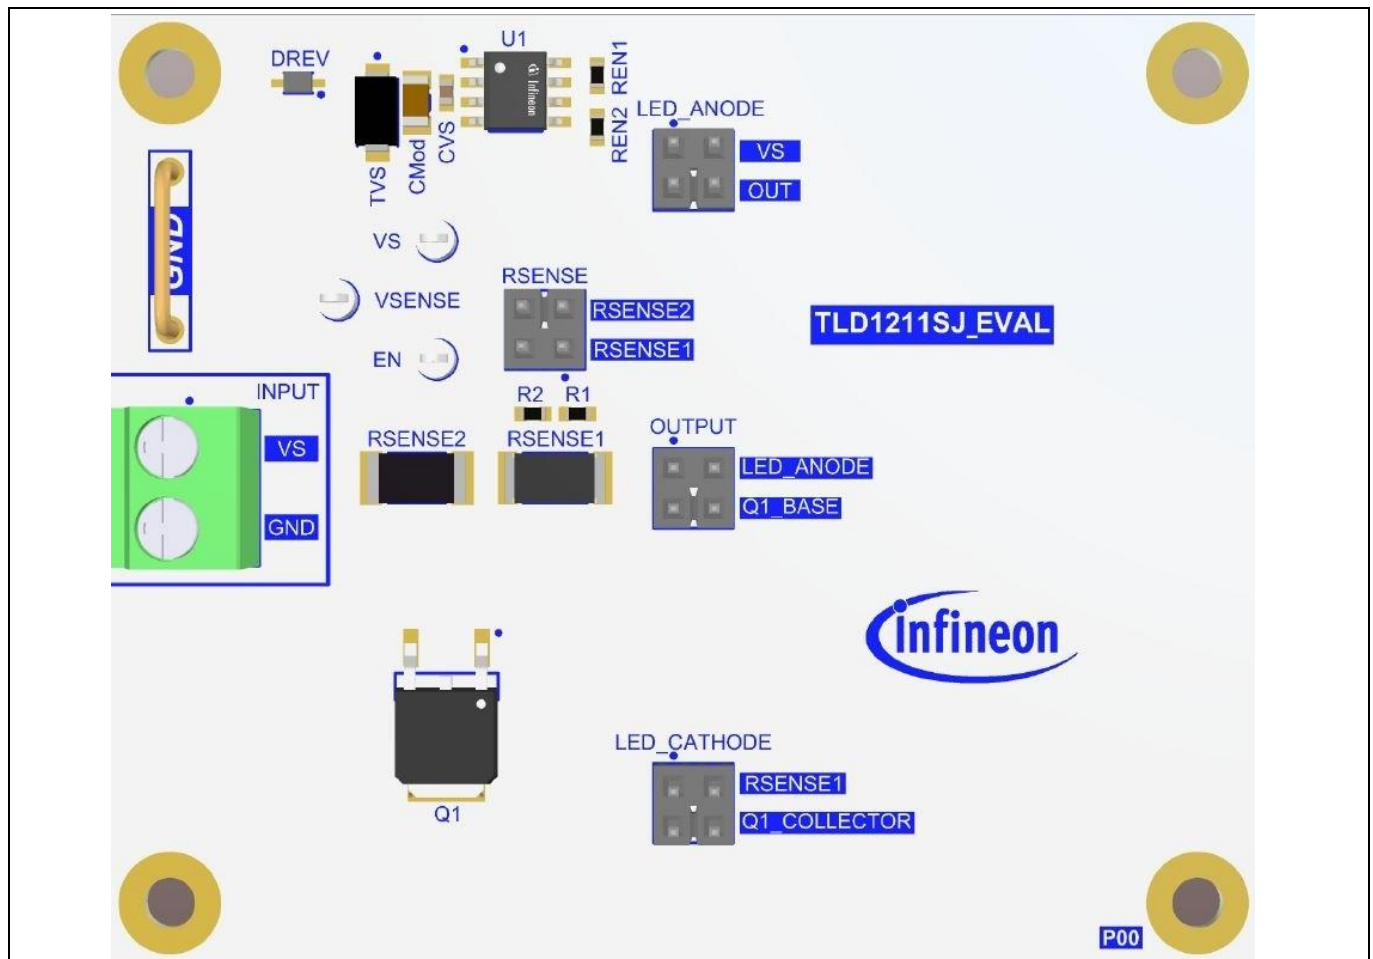 U1
DREV
REN1
LED_ANODE
REN2
VS
OUT
TVS
CMod
CVS
Infineon
GND
VS
RSENSE
VSENSE
RSENSE2
RSENSE1
TLD1211SJ_EVAL
EN
INPUT
R2 R1
VS
RSENSE2
RSENSE1
OUTPUT
LED_ANODE
Q1_BASE
GND
infineon
LED_CATHODE
RSENSE1
Q1_COLLECTOR
Q1
P00